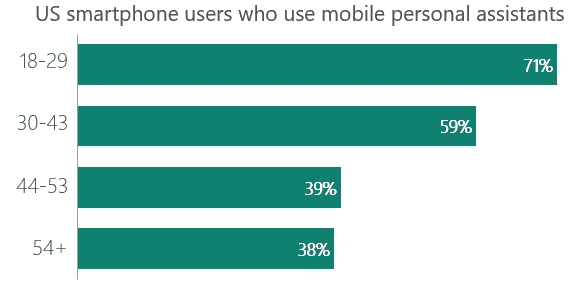 US smartphone users who use mobile personal assistants
18-29 71%
30-43 59%
44-53 39%
54+ 38%